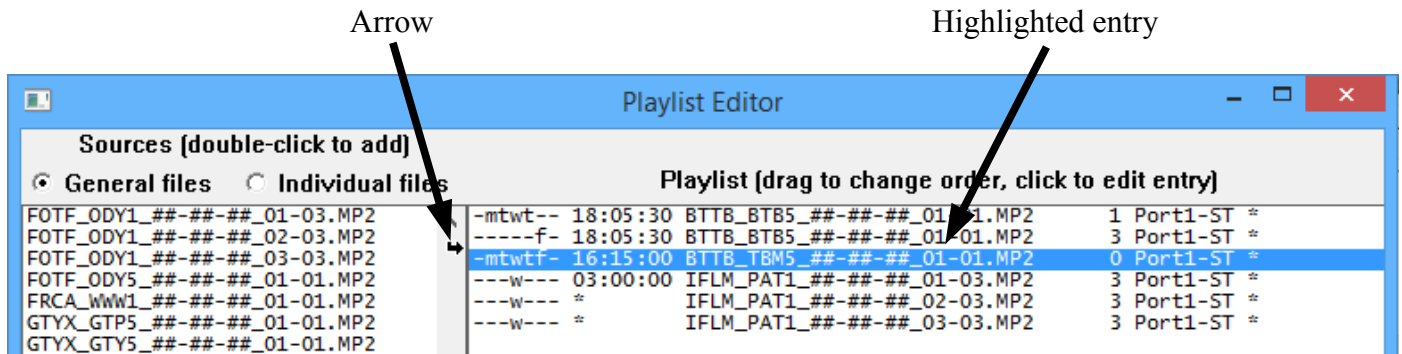 Arrow Highlighted entry
Playlist Editor
Sources (double-click to add)
General files Individual files Playlist (drag to change order, click to edit entry)
FOTF_ODY1_##-##-##_01-03.MP2 -mtwt-- 18:05:30 BTTB_BTB5_##-##-##_01-01.MP2 1 Port1-ST *
FOTF_ODY1_##-##-##_02-03.MP2 -----f- 18:05:30 BTTB_BTB5_##-##-##_01-01.MP2 3 Port1-ST *
FOTF_ODY1_##-##-##_03-03.MP2 -mtwtf- 16:15:00 BTTB_TBM5_##-##-##_01-01.MP2 0 Port1-ST *
FOTF_ODY5_##-##-##_01-01.MP2 ---w--- 03:00:00 IFLM_PAT1_##-##-##_01-03.MP2 3 Port1-ST *
FRCA_WWW1_##-##-##_01-01.MP2 ---w--- * IFLM_PAT1_##-##-##_02-03.MP2 3 Port1-ST *
GTYX_GTP5_##-##-##_01-01.MP2 ---w--- * IFLM_PAT1_##-##-##_03-03.MP2 3 Port1-ST *
GTYX_GTY5_##-##-##_01-01.MP2